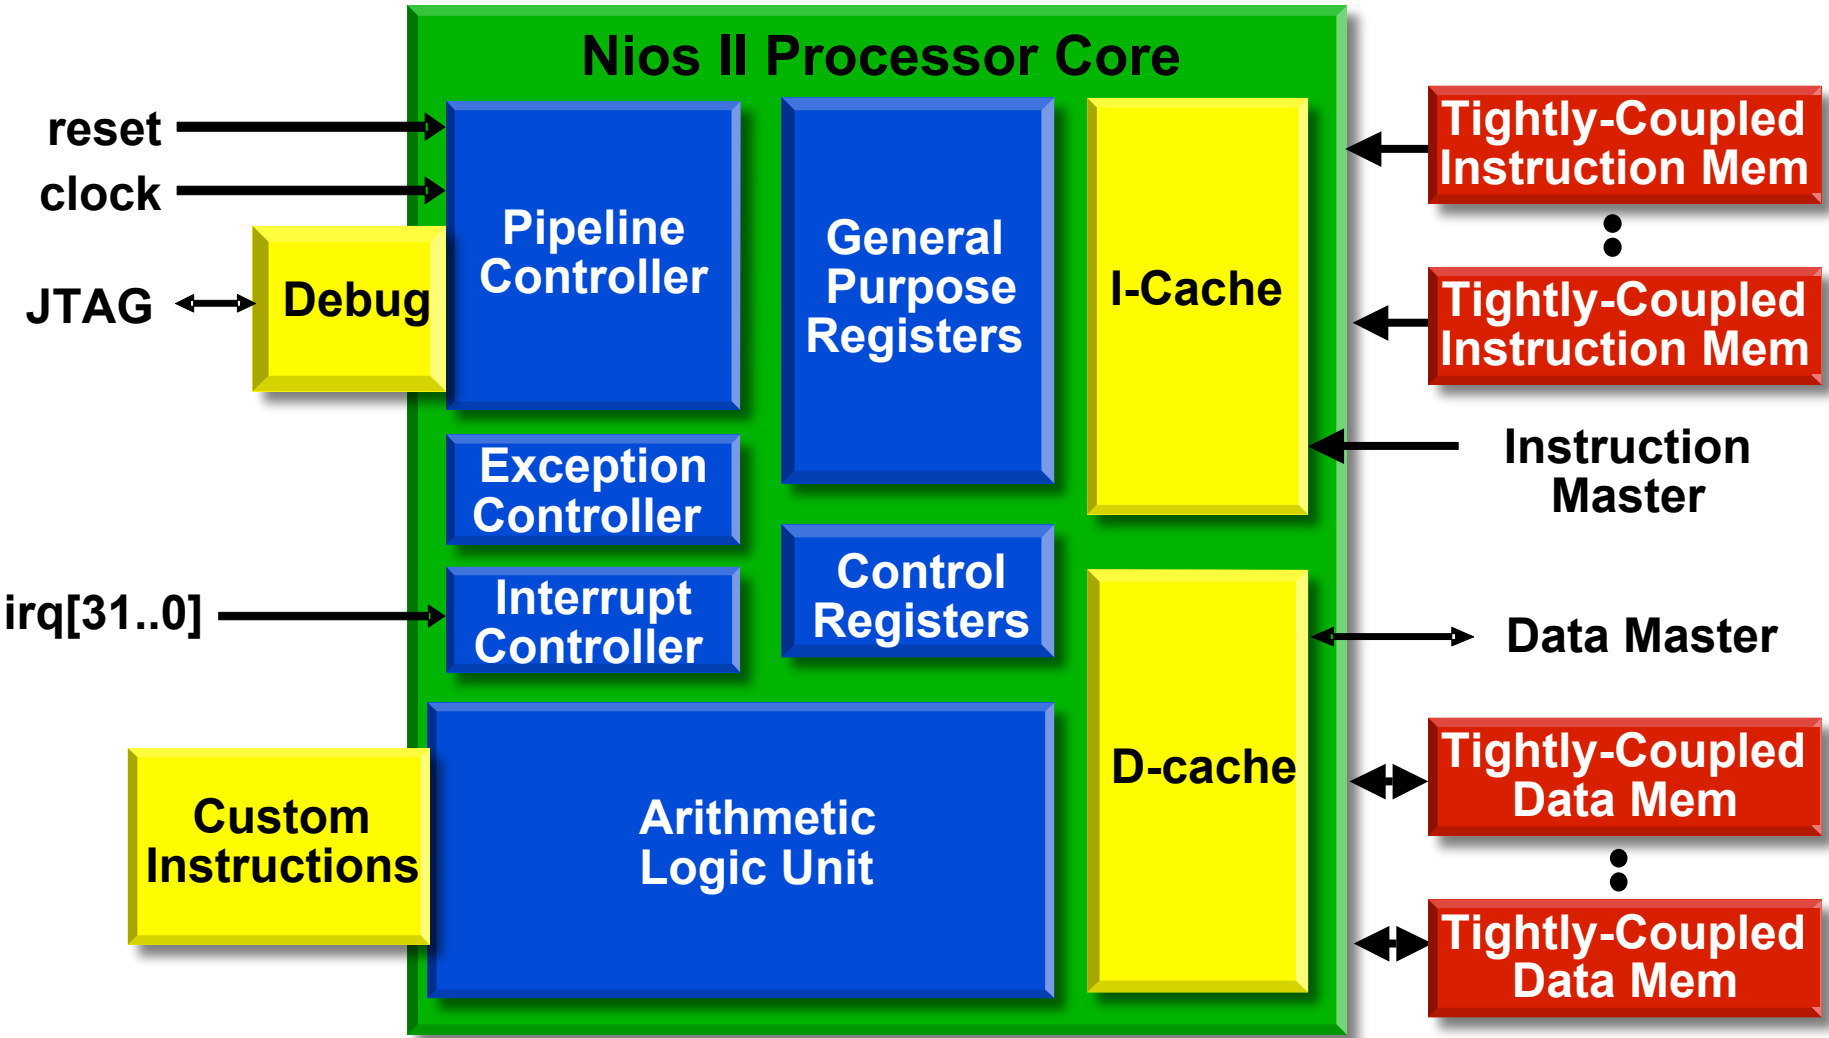 Nios II Processor Core
reset
clock
JTAG
Debug
Pipeline
Controller
General
Purpose
Registers
I-Cache
Tightly-Coupled
Instruction Mem
Tightly-Coupled
Instruction Mem
Instruction
Master
Exception
Controller
irq[31..0]
Interrupt
Controller
Control
Registers
Data Master
Custom
Instructions
Arithmetic
Logic Unit
D-cache
Tightly-Coupled
Data Mem
Tightly-Coupled
Data Mem